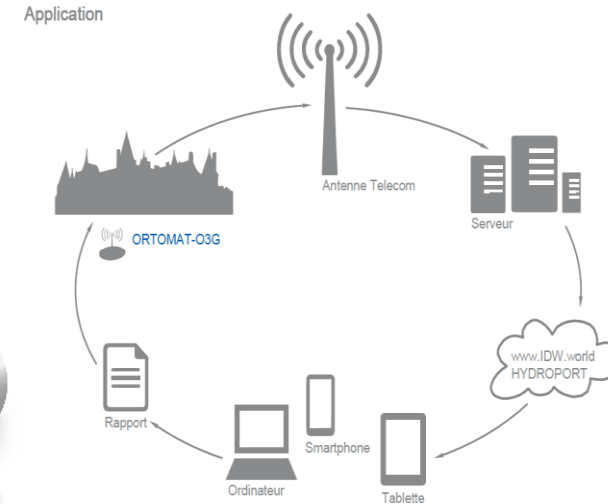 Application
Antenne Telecom
Serveur
ORTOMAT-O3G
www.IDW.world
HYDROPORT
Rapport
Smartphone
Ordinateur
Tablette